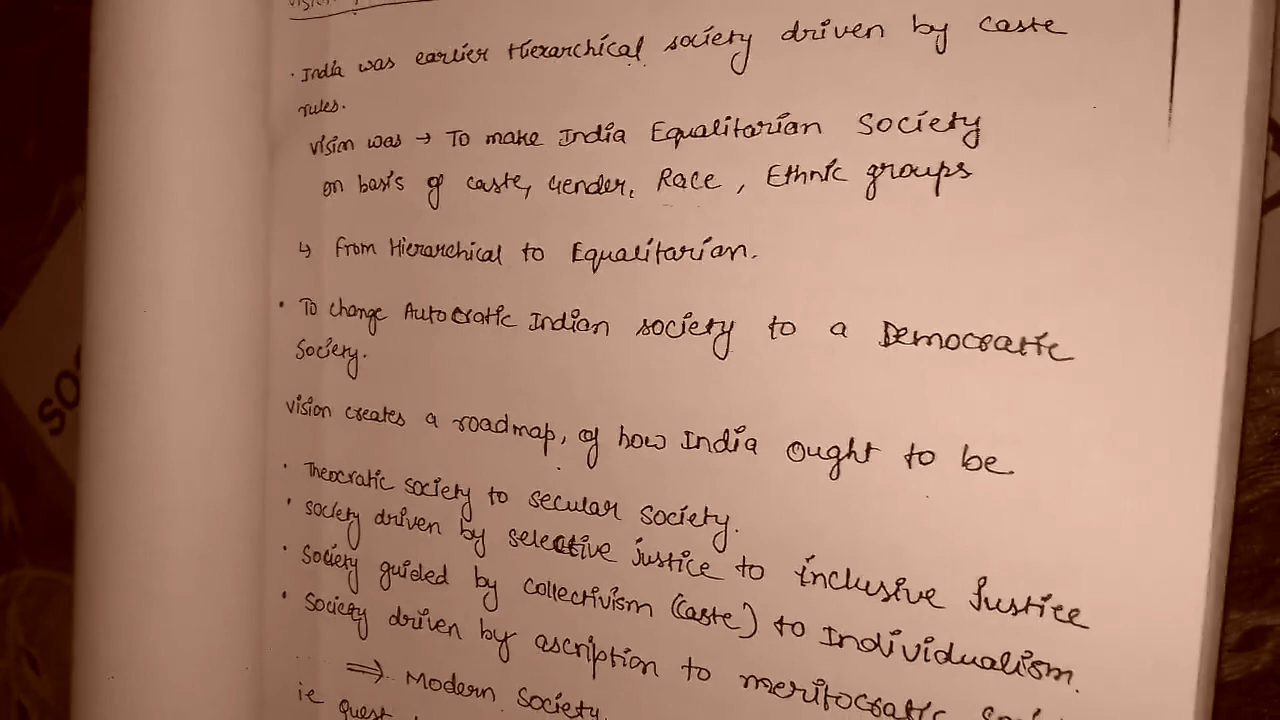 · India was earlier Hierarchical society driven by caste
rules.
vision was → To make India Equalitarian Society
on basis of caste, Gender, Race, Ethnic groups
↳ from Hierarchical to Equalitarian.
· To change Autocratic Indian society to a Democratic
Society.
vision creates a roadmap, of how India ought to be
· Theocratic society to secular society.
· society driven by selective justice to inclusive Justice
· Society guided by collectivism (caste) to Individualism.
· Society driven by ascription to meritocratic
⇒ Modern Society.
ie quest
SO